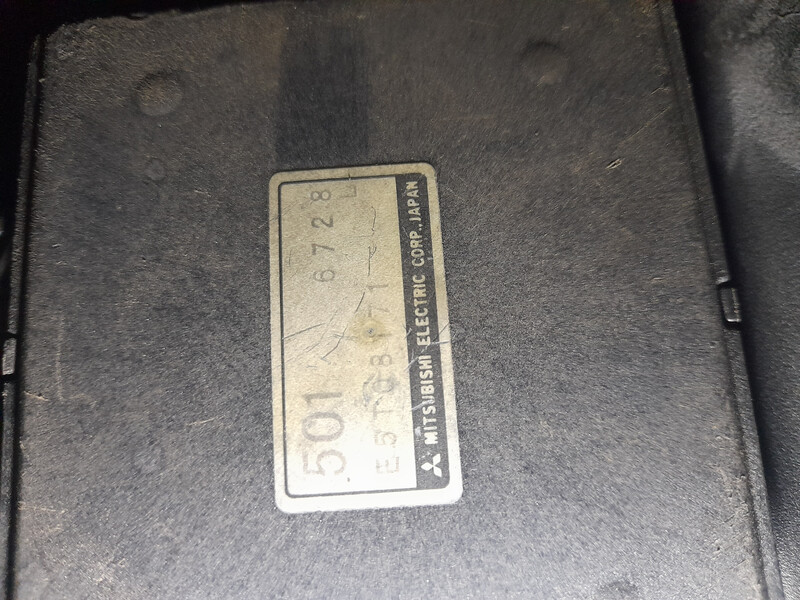 501 6728
E5T08171 L
MITSUBISHI ELECTRIC CORP., JAPAN